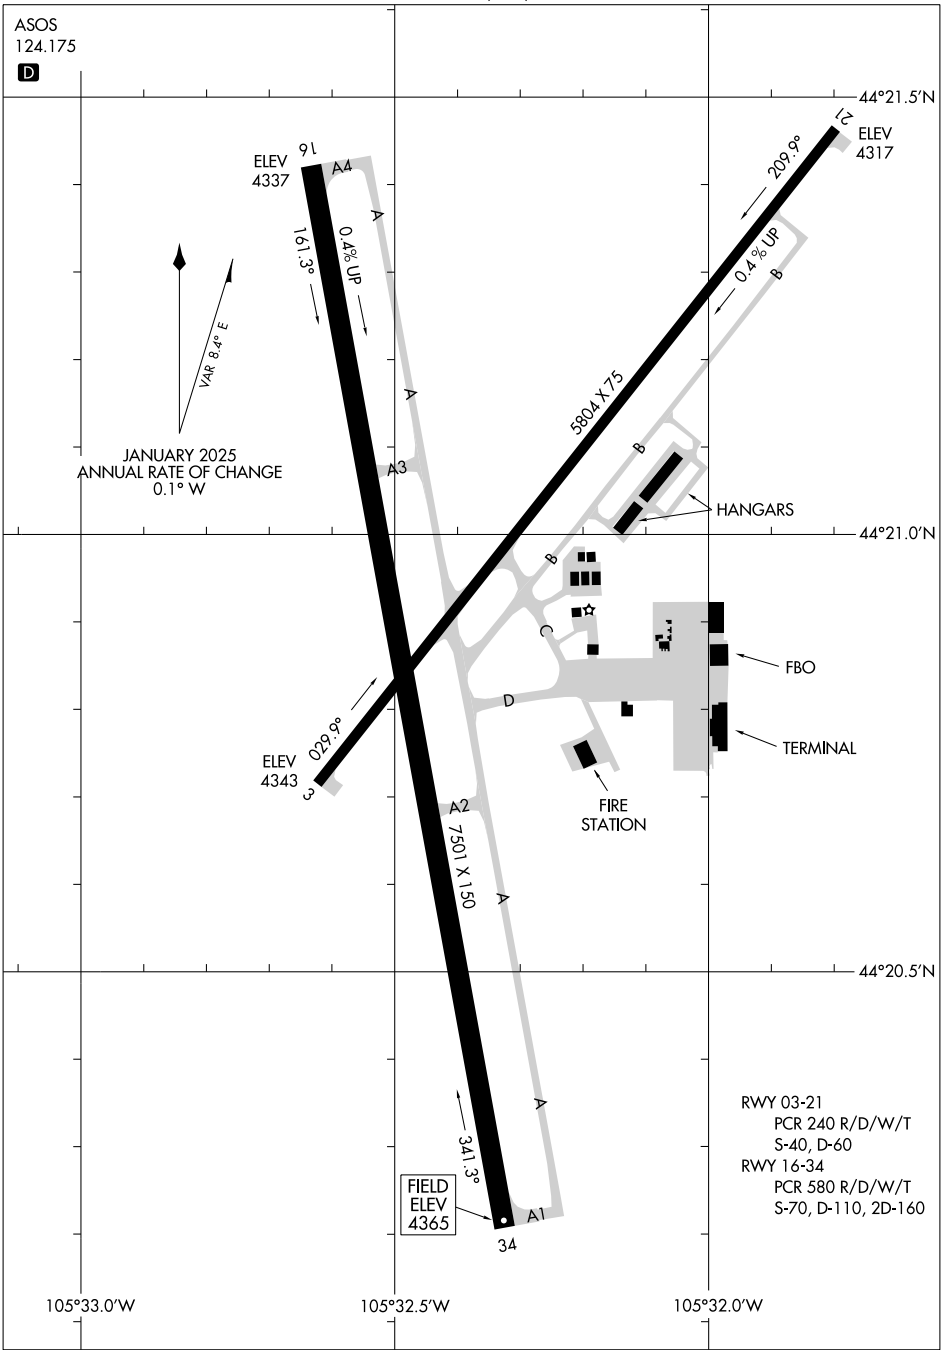 ASOS
124.175
D
44°21.5'N
21
ELEV
4317
209.9°
0.4% UP
B
16
ELEV
4337
A4
A
161.3°
0.4% UP
VAR 8.4° E
JANUARY 2025
ANNUAL RATE OF CHANGE
0.1° W
A
5804 X 75
B
A3
HANGARS
44°21.0'N
B
C
FBO
D
TERMINAL
029.9°
ELEV
4343
3
FIRE
STATION
A2
7501 X 150
A
44°20.5'N
A
341.3°
FIELD
ELEV
4365
A1
34
RWY 03-21
PCR 240 R/D/W/T
S-40, D-60
RWY 16-34
PCR 580 R/D/W/T
S-70, D-110, 2D-160
105°33.0'W
105°32.5'W
105°32.0'W